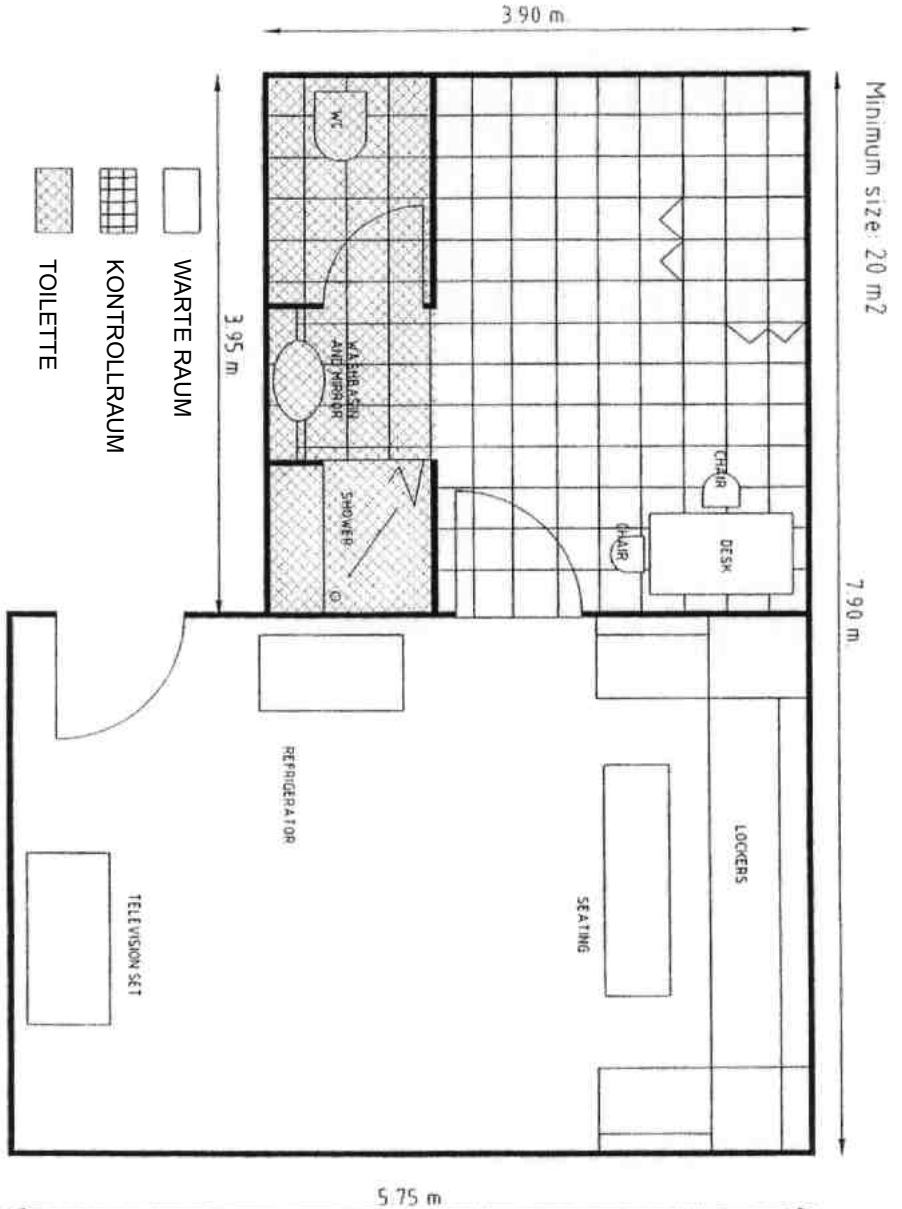 Minimum size: 20 m2
7.90 m.
3.90 m.
CHAIR
DESK
CHAIR
LOCKERS
SEATING
WC
WASHBASIN
AND MIRROR
SHOWER
REFRIGERATOR
TELEVISION SET
3.95 m.
5.75 m
WARTE RAUM
KONTROLLRAUM
TOILETTE